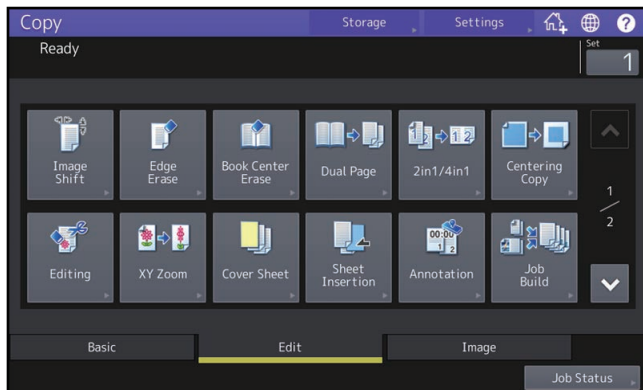 Copy
Storage
Settings
?
Ready
Set
1
Image
Shift
Edge
Erase
Book Center
Erase
Dual Page
2in1/4in1
Centering
Copy
1
2
Editing
XY Zoom
Cover Sheet
Sheet
Insertion
Annotation
Job
Build
Basic
Edit
Image
Job Status